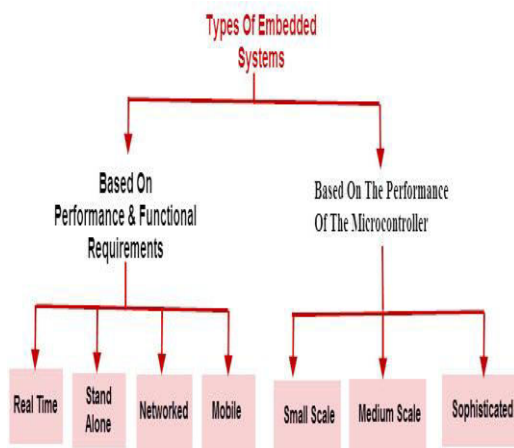 Types Of Embedded
Systems
Based On
Performance & Functional
Requirements
Based On The Performance
Of The Microcontroller
Real Time
Stand
Alone
Networked
Mobile
Small Scale
Medium Scale
Sophisticated